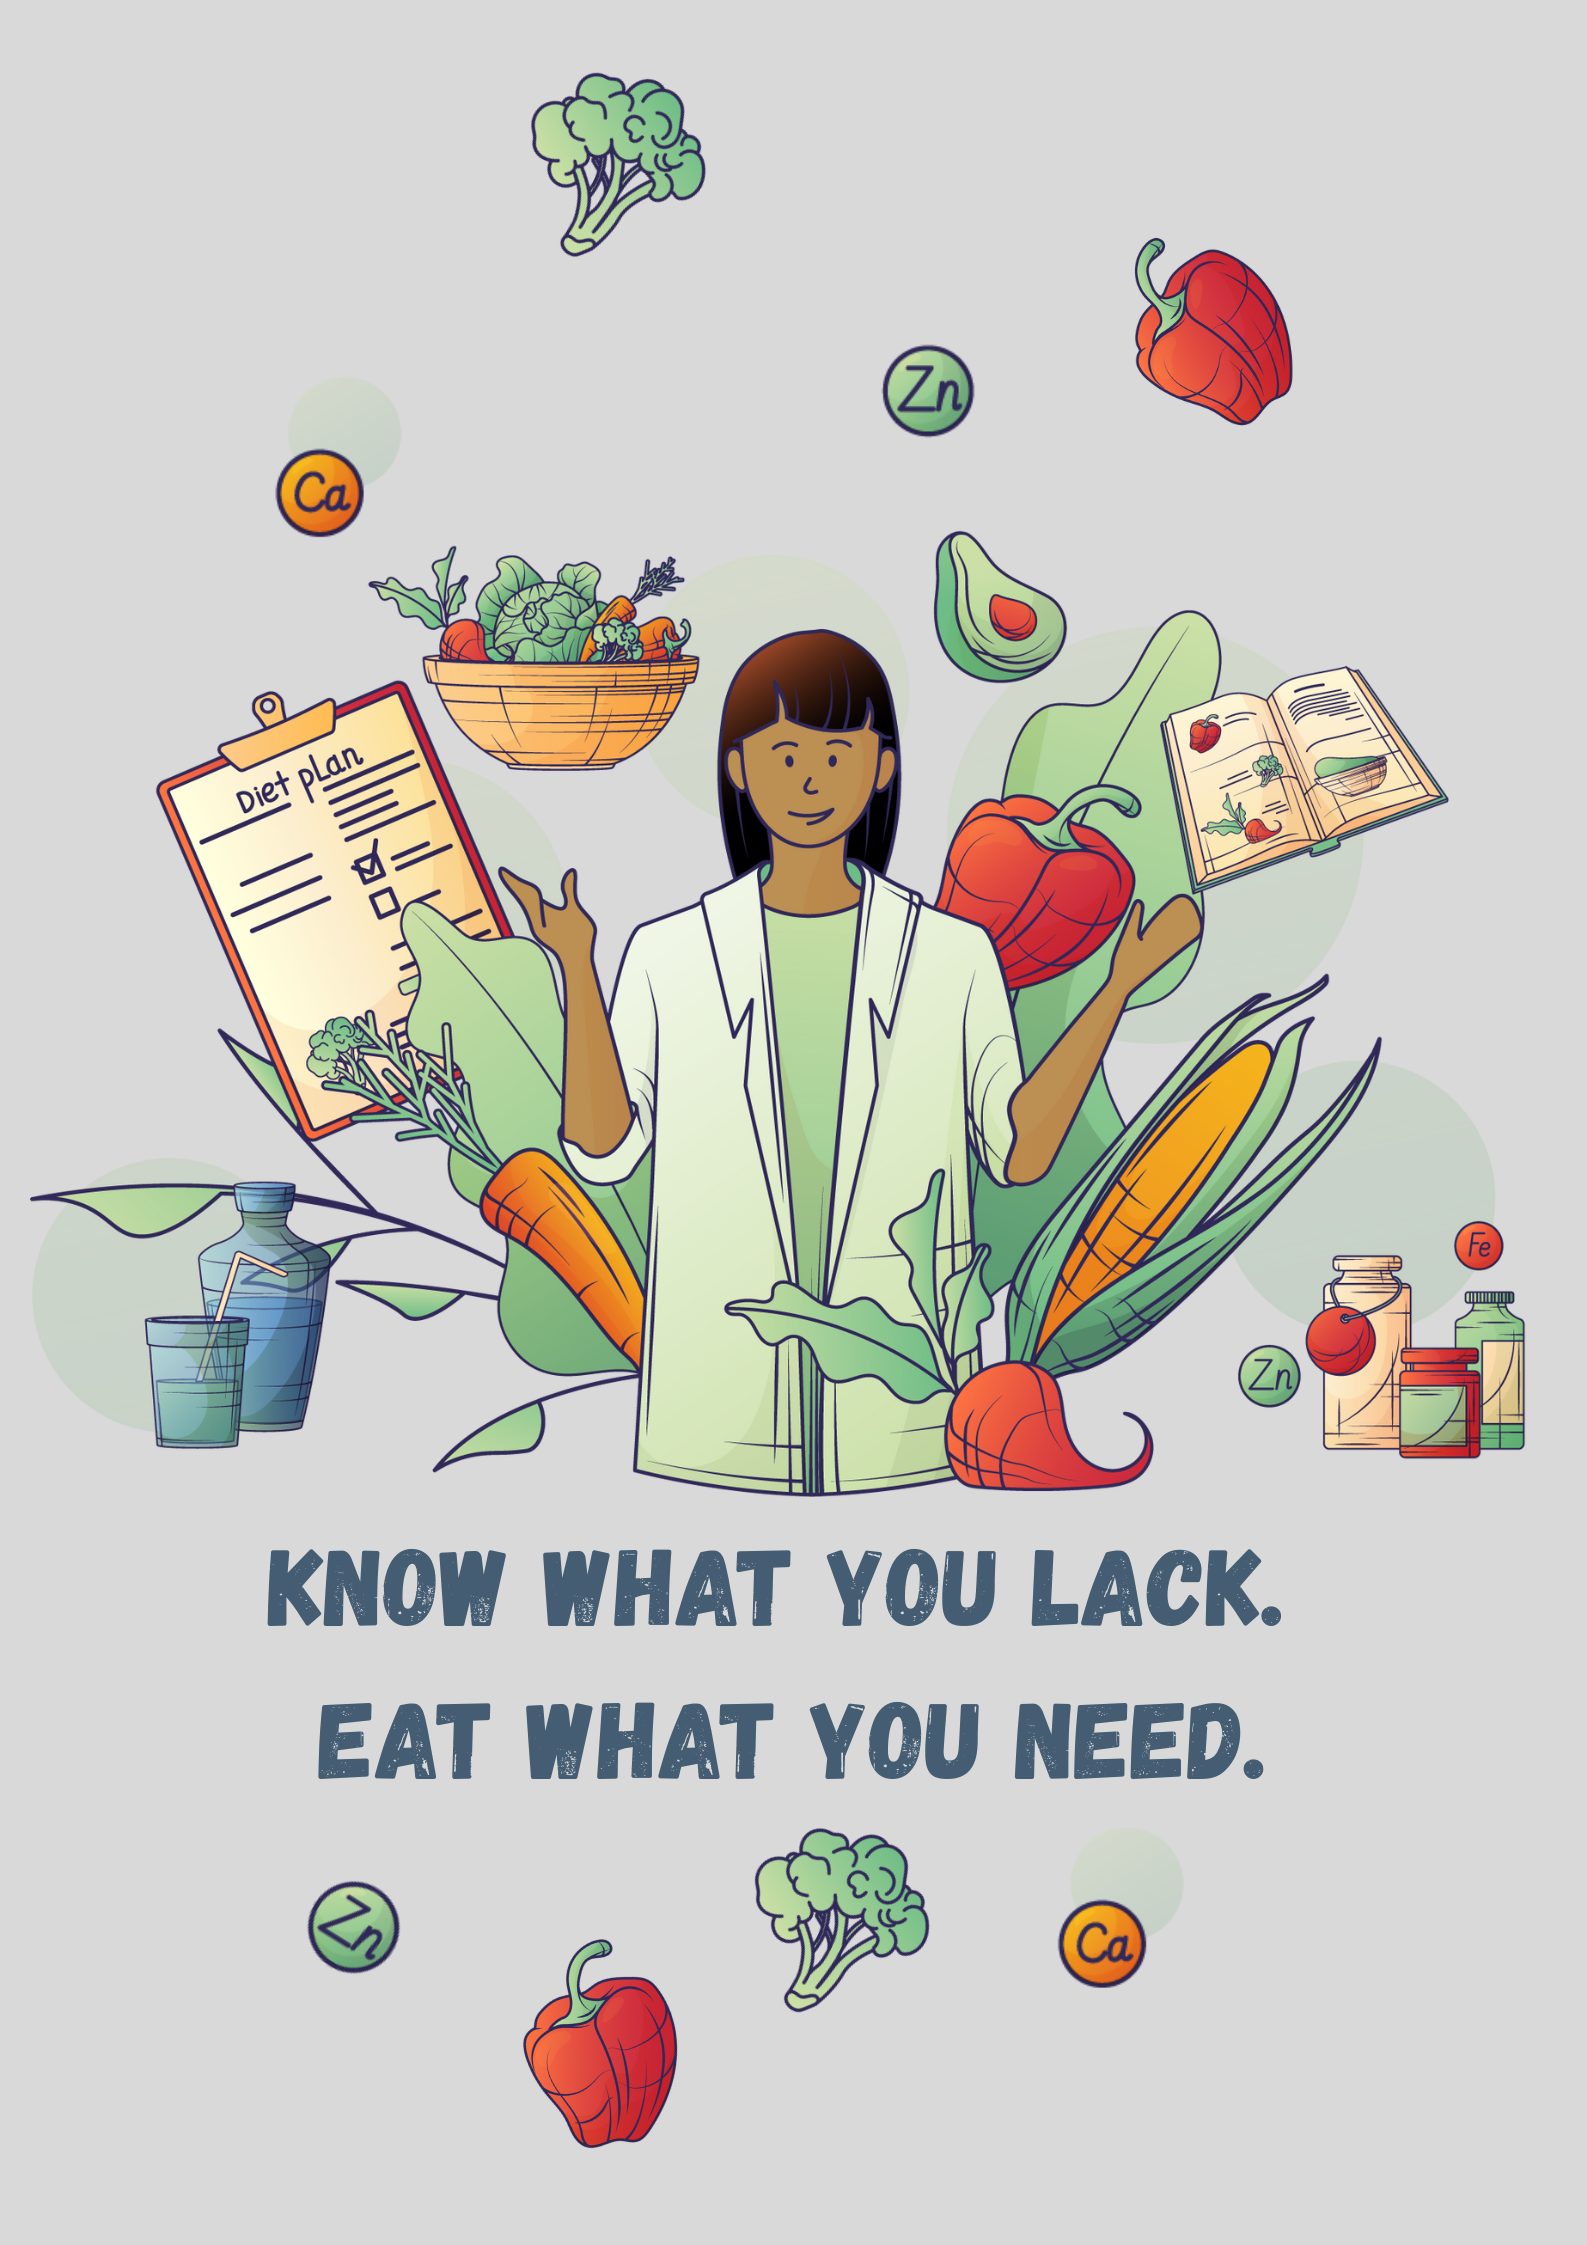 Zn
Ca
Diet plan
Fe
Zn
KNOW WHAT YOU LACK.
EAT WHAT YOU NEED.
Zn
Ca